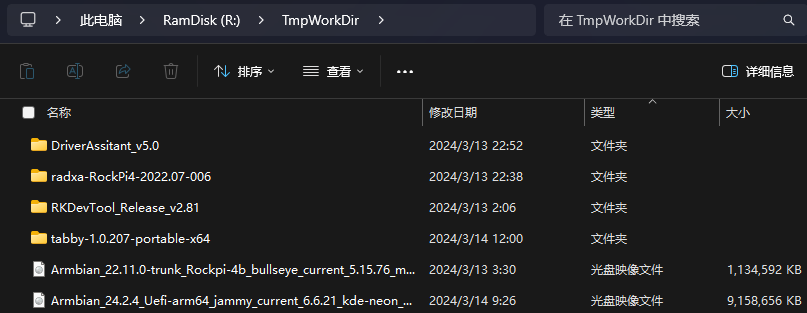 此电脑 > RamDisk (R:) > TmpWorkDir > 在 TmpWorkDir 中搜索
排序 查看 ••• 详细信息
名称 修改日期 类型 大小
DriverAssitant_v5.0 2024/3/13 22:52 文件夹
radxa-RockPi4-2022.07-006 2024/3/13 22:38 文件夹
RKDevTool_Release_v2.81 2024/3/13 2:06 文件夹
tabby-1.0.207-portable-x64 2024/3/14 12:00 文件夹
Armbian_22.11.0-trunk_Rockpi-4b_bullseye_current_5.15.76_m... 2024/3/13 3:30 光盘映像文件 1,134,592 KB
Armbian_24.2.4_Uefi-arm64_jammy_current_6.6.21_kde-neon_... 2024/3/14 9:26 光盘映像文件 9,158,656 KB